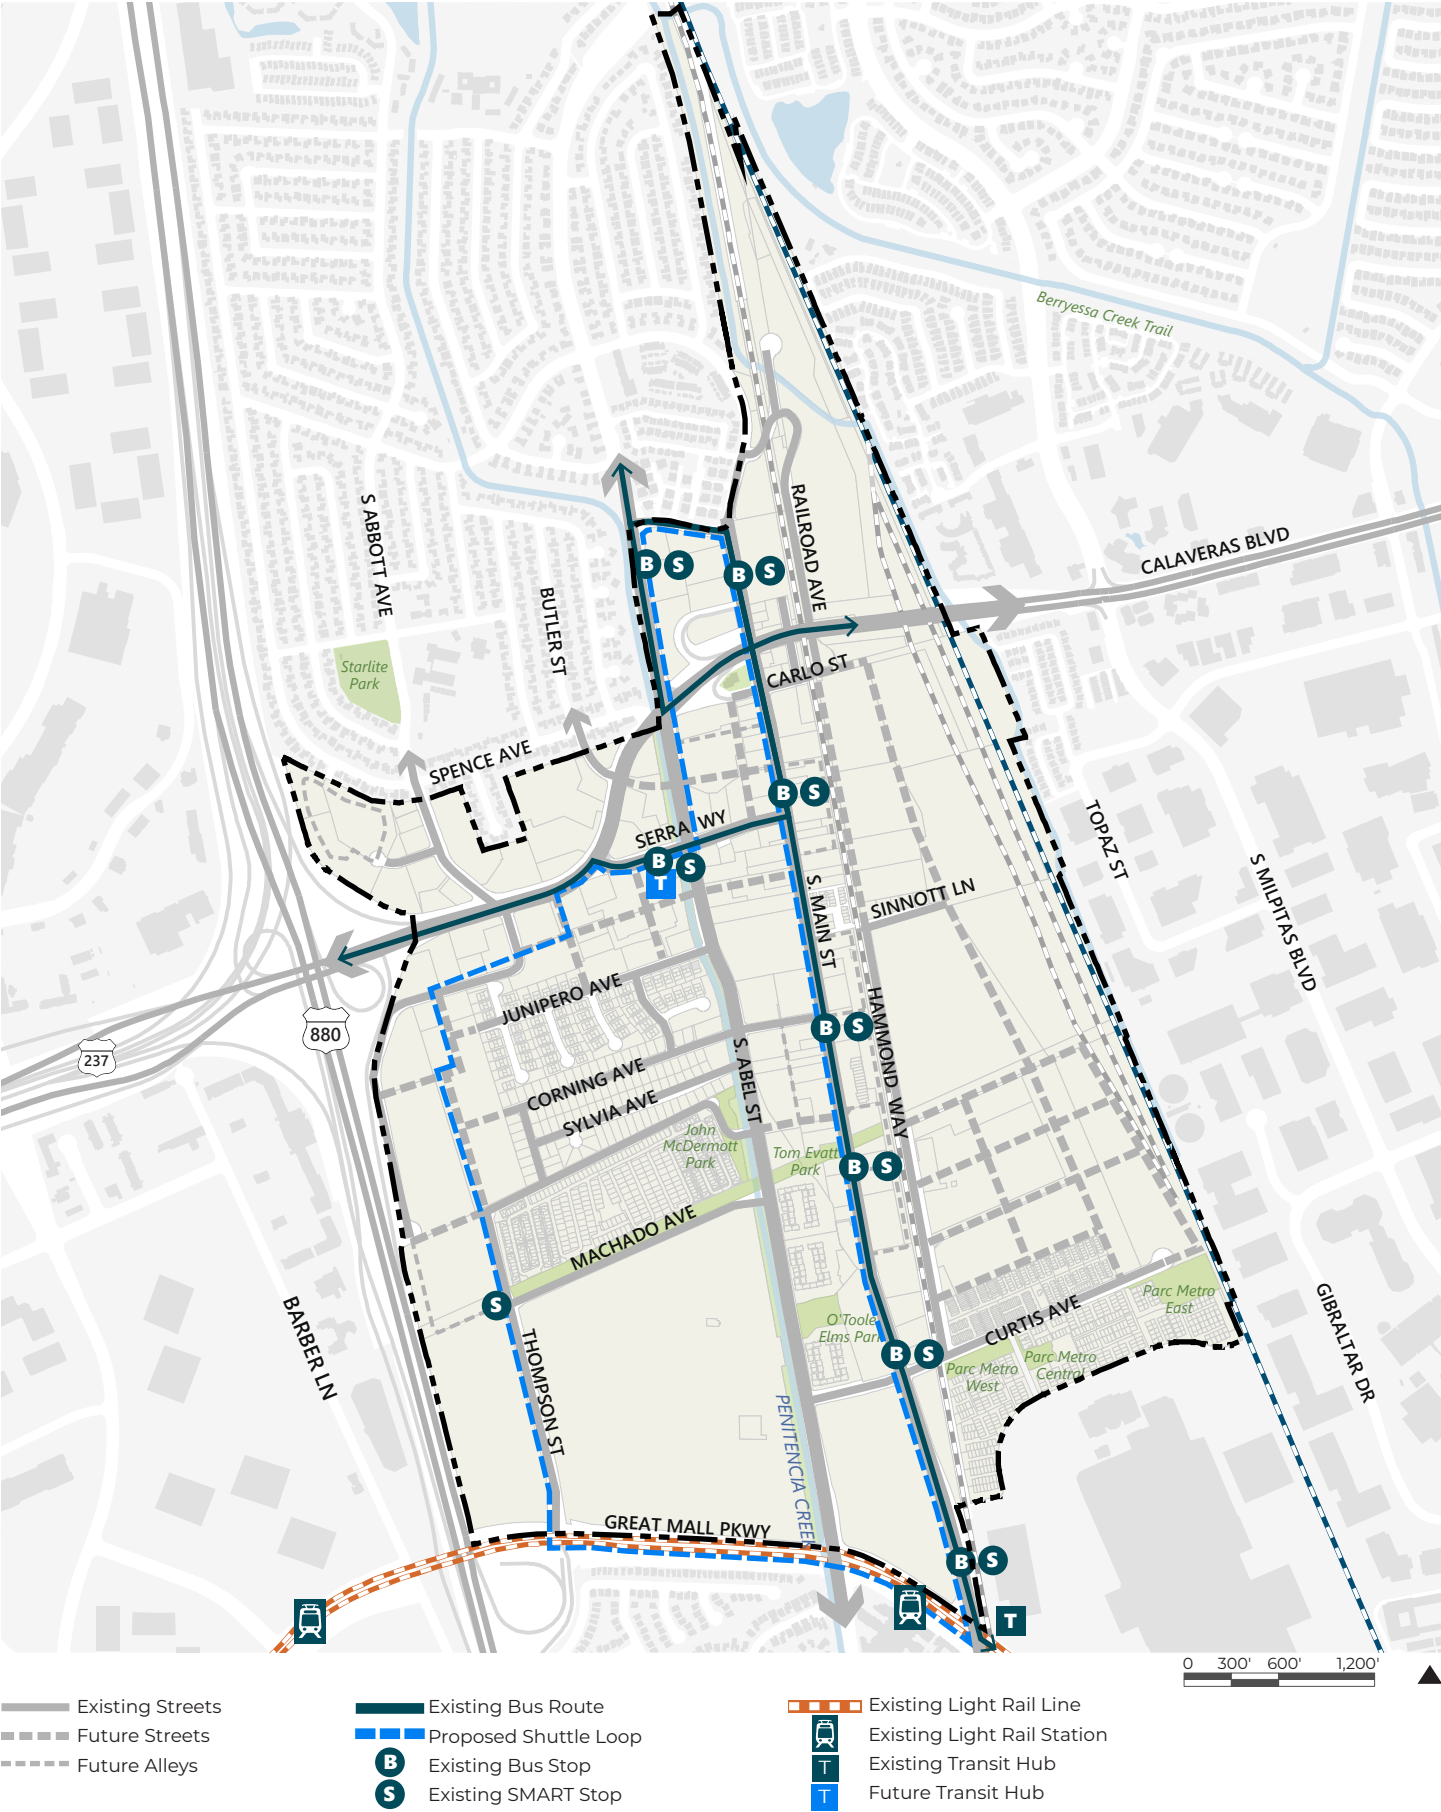 Berryessa Creek Trail
S ABBOTT AVE
RAILROAD AVE
CALAVERAS BLVD
B S
B S
BUTLER ST
Starlite
Park
CARLO ST
SPENCE AVE
B S
TOPAZ ST
SERRA WY
B S
T
S. MAIN ST
SINNOTT LN
S MILPITAS BLVD
JUNIPERO AVE
HAMMOND WAY
880
237
B S
S. ABEL ST
CORNING AVE
SYLVIA AVE
John
McDermott
Park
Tom Evatt
Park
B S
MACHADO AVE
S
BARBER LN
THOMPSON ST
O'Toole
Elms Park
CURTIS AVE
Parc Metro
East
GIBRALTAR DR
B S
Parc Metro
West
Parc Metro
Central
PENITENCIA CREEK
GREAT MALL PKWY
B S
T
0 300' 600' 1,200'
Existing Streets
Future Streets
Future Alleys
Existing Bus Route
Proposed Shuttle Loop
B Existing Bus Stop
S Existing SMART Stop
Existing Light Rail Line
Existing Light Rail Station
T Existing Transit Hub
T Future Transit Hub